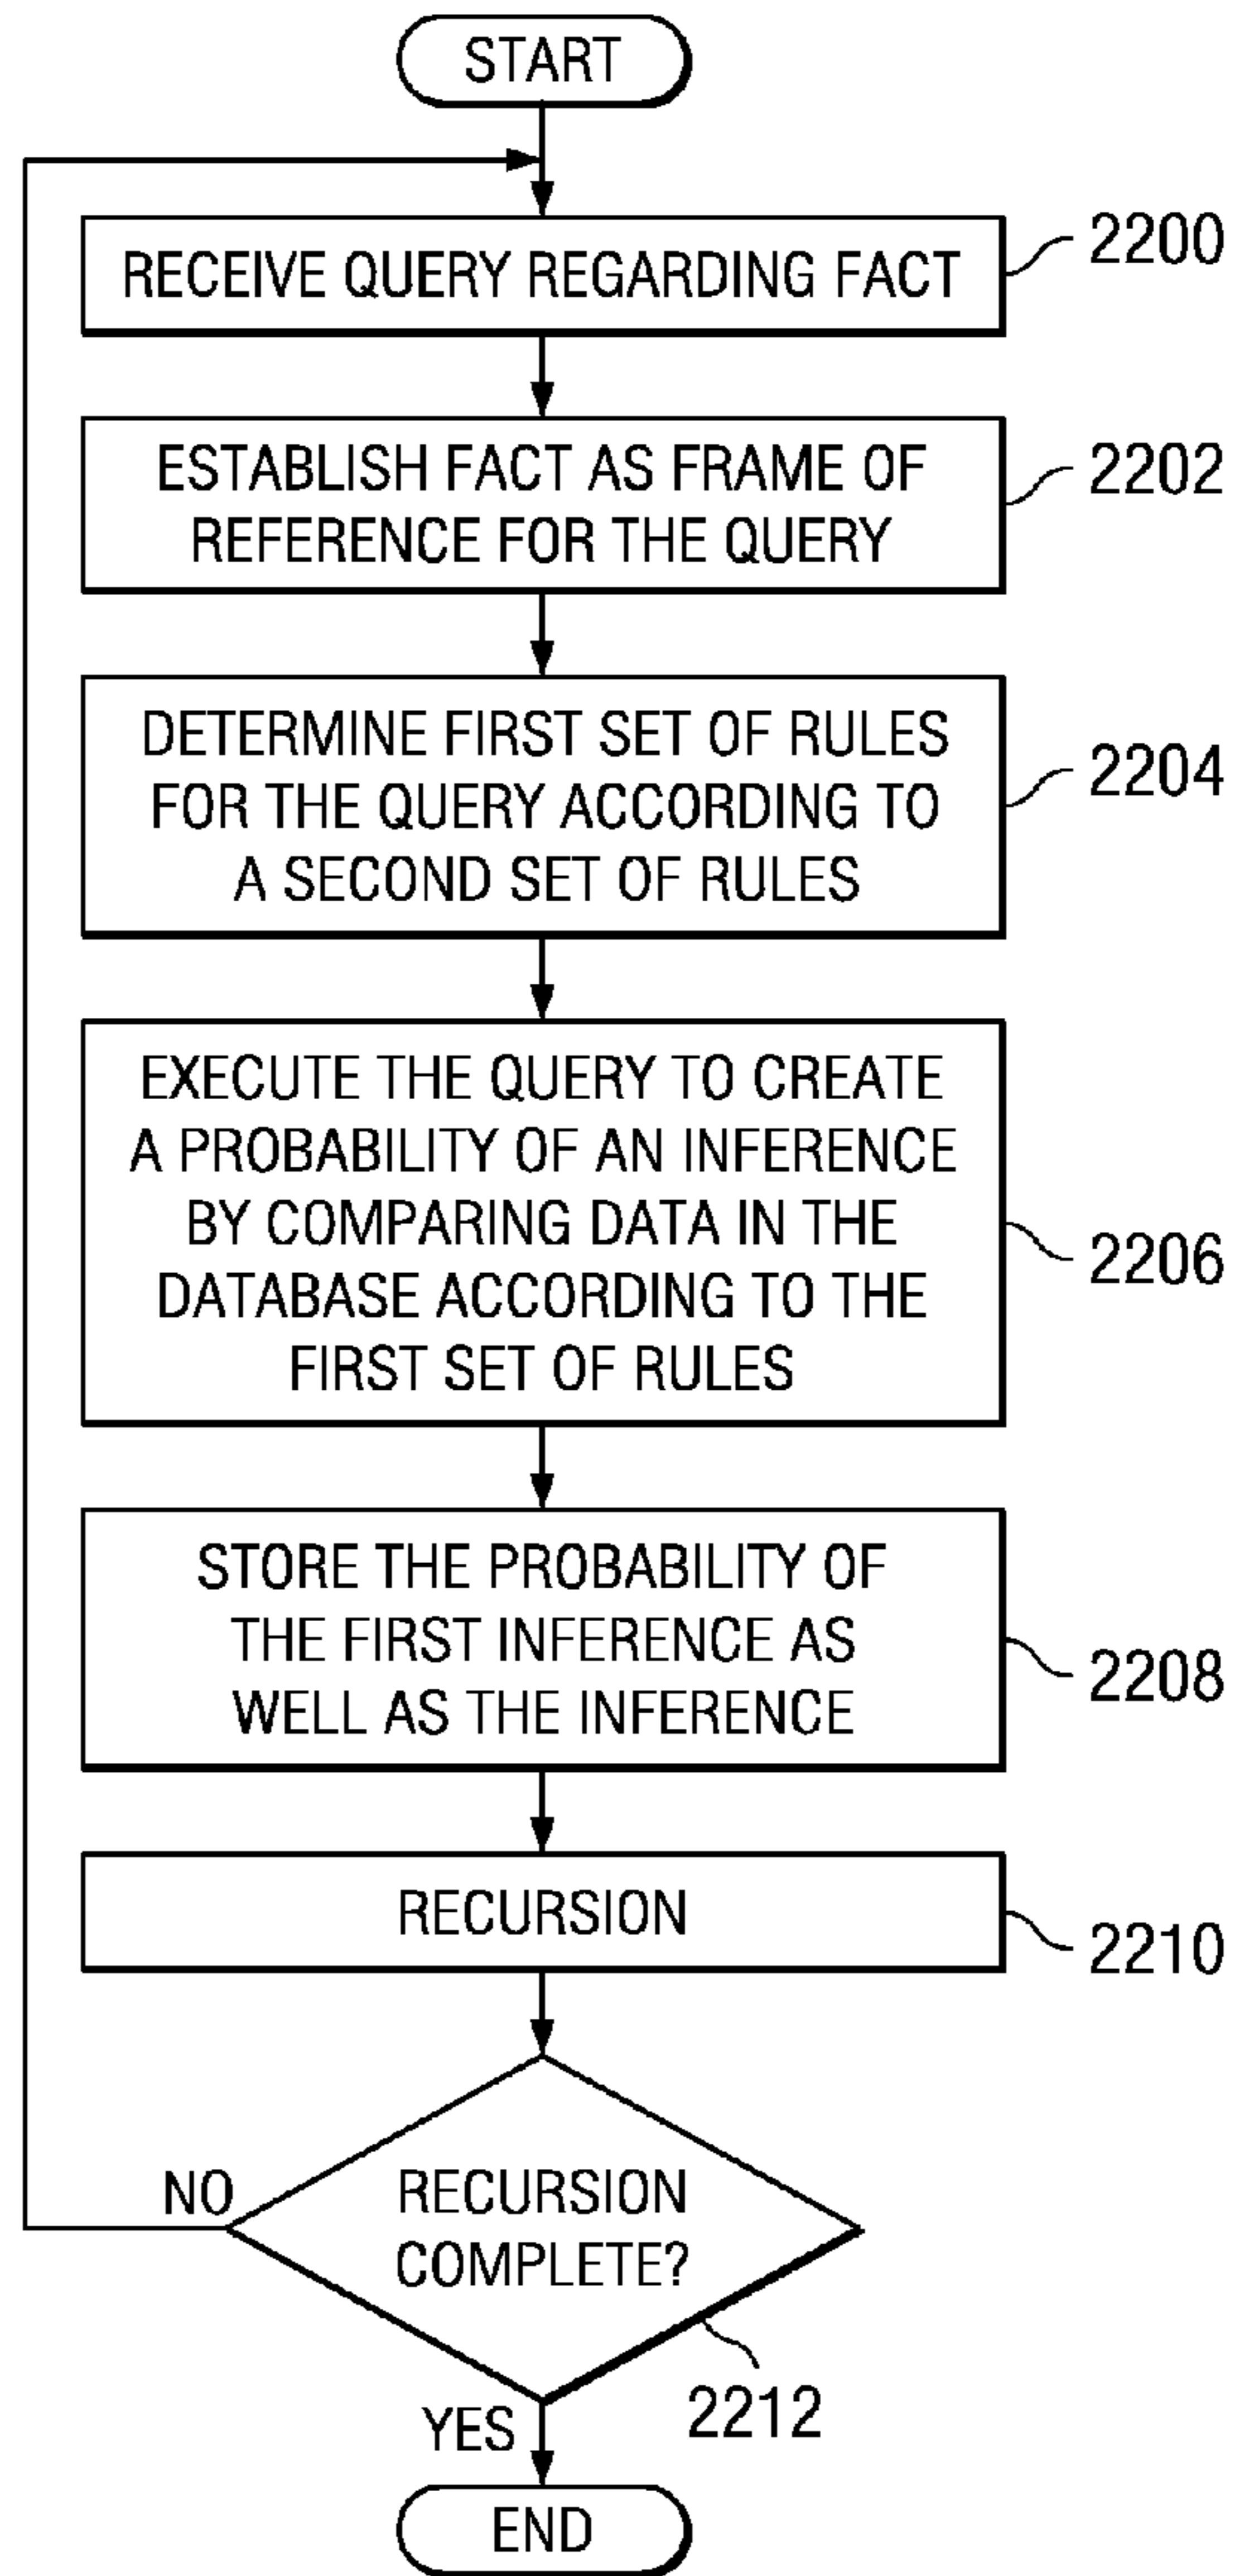 START
RECEIVE QUERY REGARDING FACT
2200
ESTABLISH FACT AS FRAME OF
REFERENCE FOR THE QUERY
2202
DETERMINE FIRST SET OF RULES
FOR THE QUERY ACCORDING TO
A SECOND SET OF RULES
2204
EXECUTE THE QUERY TO CREATE
A PROBABILITY OF AN INFERENCE
BY COMPARING DATA IN THE
DATABASE ACCORDING TO THE
FIRST SET OF RULES
2206
STORE THE PROBABILITY OF
THE FIRST INFERENCE AS
WELL AS THE INFERENCE
2208
RECURSION
2210
NO
RECURSION
COMPLETE?
2212
YES
END